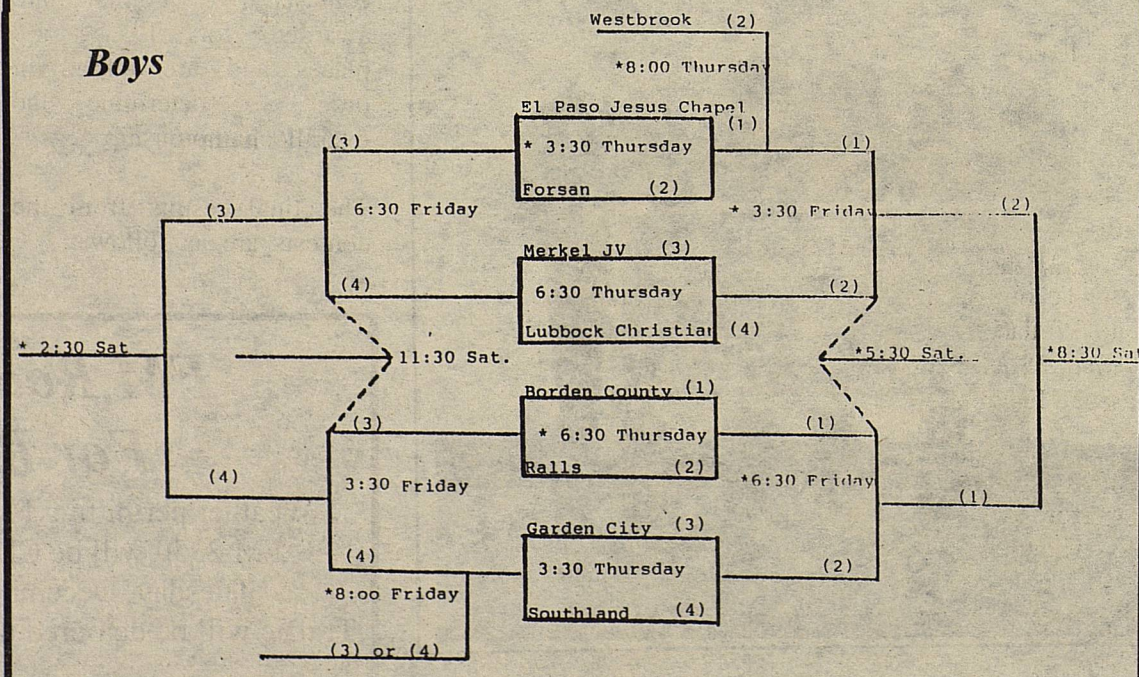 Westbrook (2)
Boys
*8:00 Thursday
El Paso Jesus Chapel
(1)
(3)
* 3:30 Thursday
(1)
Forsan (2)
(3)
6:30 Friday
* 3:30 Friday
(2)
Merkel JV (3)
(4)
6:30 Thursday
(2)
Lubbock Christian (4)
* 2:30 Sat
11:30 Sat.
*5:30 Sat.
*8:30 Sat
Borden County (1)
(3)
* 6:30 Thursday
(1)
Ralls (2)
(4)
3:30 Friday
*6:30 Friday
(1)
Garden City (3)
(4)
3:30 Thursday
(2)
*8:oo Friday
Southland (4)
(3) or (4)